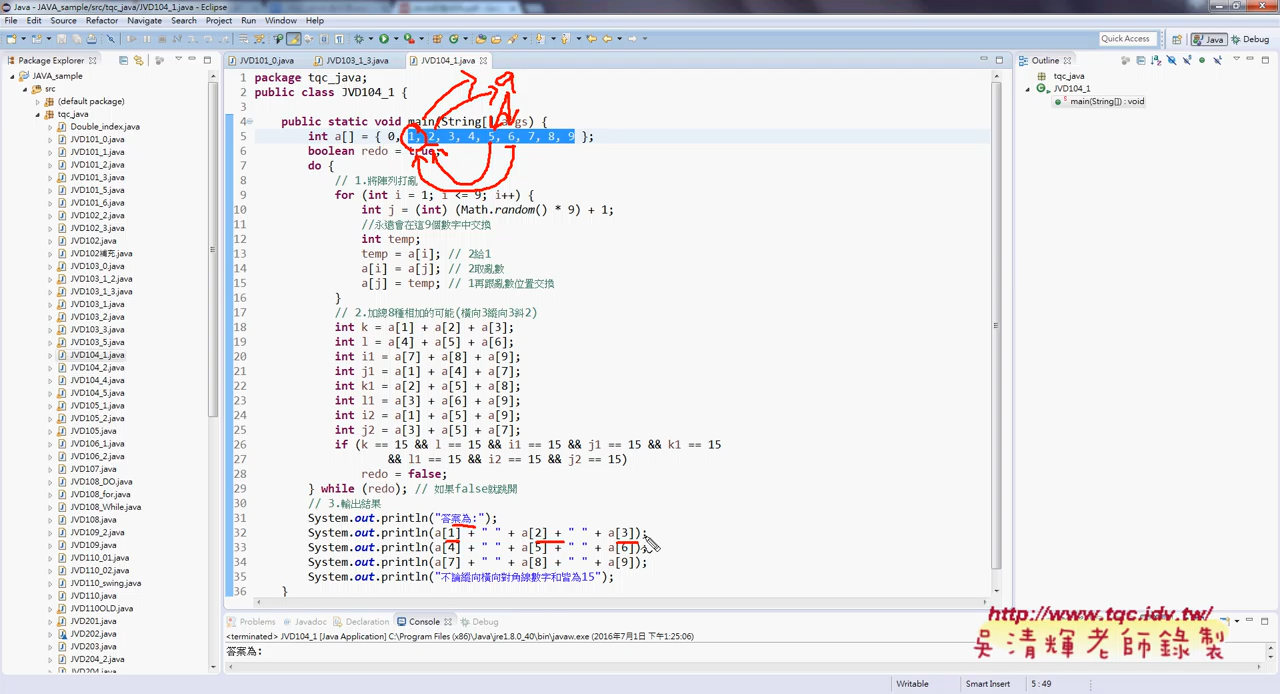 Java - JAVA_sample/src/tqc_java/JVD104_1.java - Eclipse
File Edit Source Refactor Navigate Search Project Run Window Help
Quick Access
Java
Debug
Package Explorer
JVD101_0.java
JVD103_1_3.java
JVD104_1.java
Outline
JAVA_sample
src
(default package)
tqc_java
Double_index.java
JVD101_0.java
JVD101_1.java
JVD101_2.java
JVD101_3.java
JVD101_5.java
JVD101_6.java
JVD102_2.java
JVD102_3.java
JVD102.java
JVD102補充.java
JVD103_0.java
JVD103_1_2.java
JVD103_1_3.java
JVD103_1.java
JVD103_2.java
JVD103_3.java
JVD103_5.java
JVD104_1.java
JVD104_2.java
JVD104_4.java
JVD104_5.java
JVD105_1.java
JVD105_2.java
JVD105.java
JVD106_1.java
JVD106_2.java
JVD107.java
JVD108_DO.java
JVD108_for.java
JVD108_While.java
JVD108.java
JVD109_2.java
JVD109.java
JVD110_01.java
JVD110_02.java
JVD110_swing.java
JVD110.java
JVD110OLD.java
JVD201.java
JVD202.java
JVD203.java
JVD204_2.java
1 package tqc_java;
2 public class JVD104_1 {
3
4 public static void main(String[] args) {
5 int a[] = { 0, 1, 2, 3, 4, 5, 6, 7, 8, 9 };
6 boolean redo = true;
7 do {
8 // 1.將陣列打亂
9 for (int i = 1; i <= 9; i++) {
10 int j = (int) (Math.random() * 9) + 1;
11 //永遠會在這9個數字中交換
12 int temp;
13 temp = a[i]; // 2給1
14 a[i] = a[j]; // 2取亂數
15 a[j] = temp; // 1再跟亂數位置交換
16 }
17 // 2.加總8種相加的可能(橫向3縱向3斜2)
18 int k = a[1] + a[2] + a[3];
19 int l = a[4] + a[5] + a[6];
20 int i1 = a[7] + a[8] + a[9];
21 int j1 = a[1] + a[4] + a[7];
22 int k1 = a[2] + a[5] + a[8];
23 int l1 = a[3] + a[6] + a[9];
24 int i2 = a[1] + a[5] + a[9];
25 int j2 = a[3] + a[5] + a[7];
26 if (k == 15 && l == 15 && i1 == 15 && j1 == 15 && k1 == 15
27 && l1 == 15 && i2 == 15 && j2 == 15)
28 redo = false;
29 } while (redo); // 如果false就跳開
30 // 3.輸出結果
31 System.out.println("答案為:");
32 System.out.println(a[1] + " " + a[2] + " " + a[3]);
33 System.out.println(a[4] + " " + a[5] + " " + a[6]);
34 System.out.println(a[7] + " " + a[8] + " " + a[9]);
35 System.out.println("不論縱向橫向對角線數字和皆為15");
36 }
tqc_java
JVD104_1
main(String[]) : void
Problems Javadoc Declaration Console Debug
<terminated> JVD104_1 [Java Application] C:\Program Files (x86)\Java\jre1.8.0_40\bin\javaw.exe (2016年7月1日 下午1:25:06)
答案為:
http://www.tqc.idv.tw/
吳清輝老師錄製
Writable Smart Insert 5 : 49